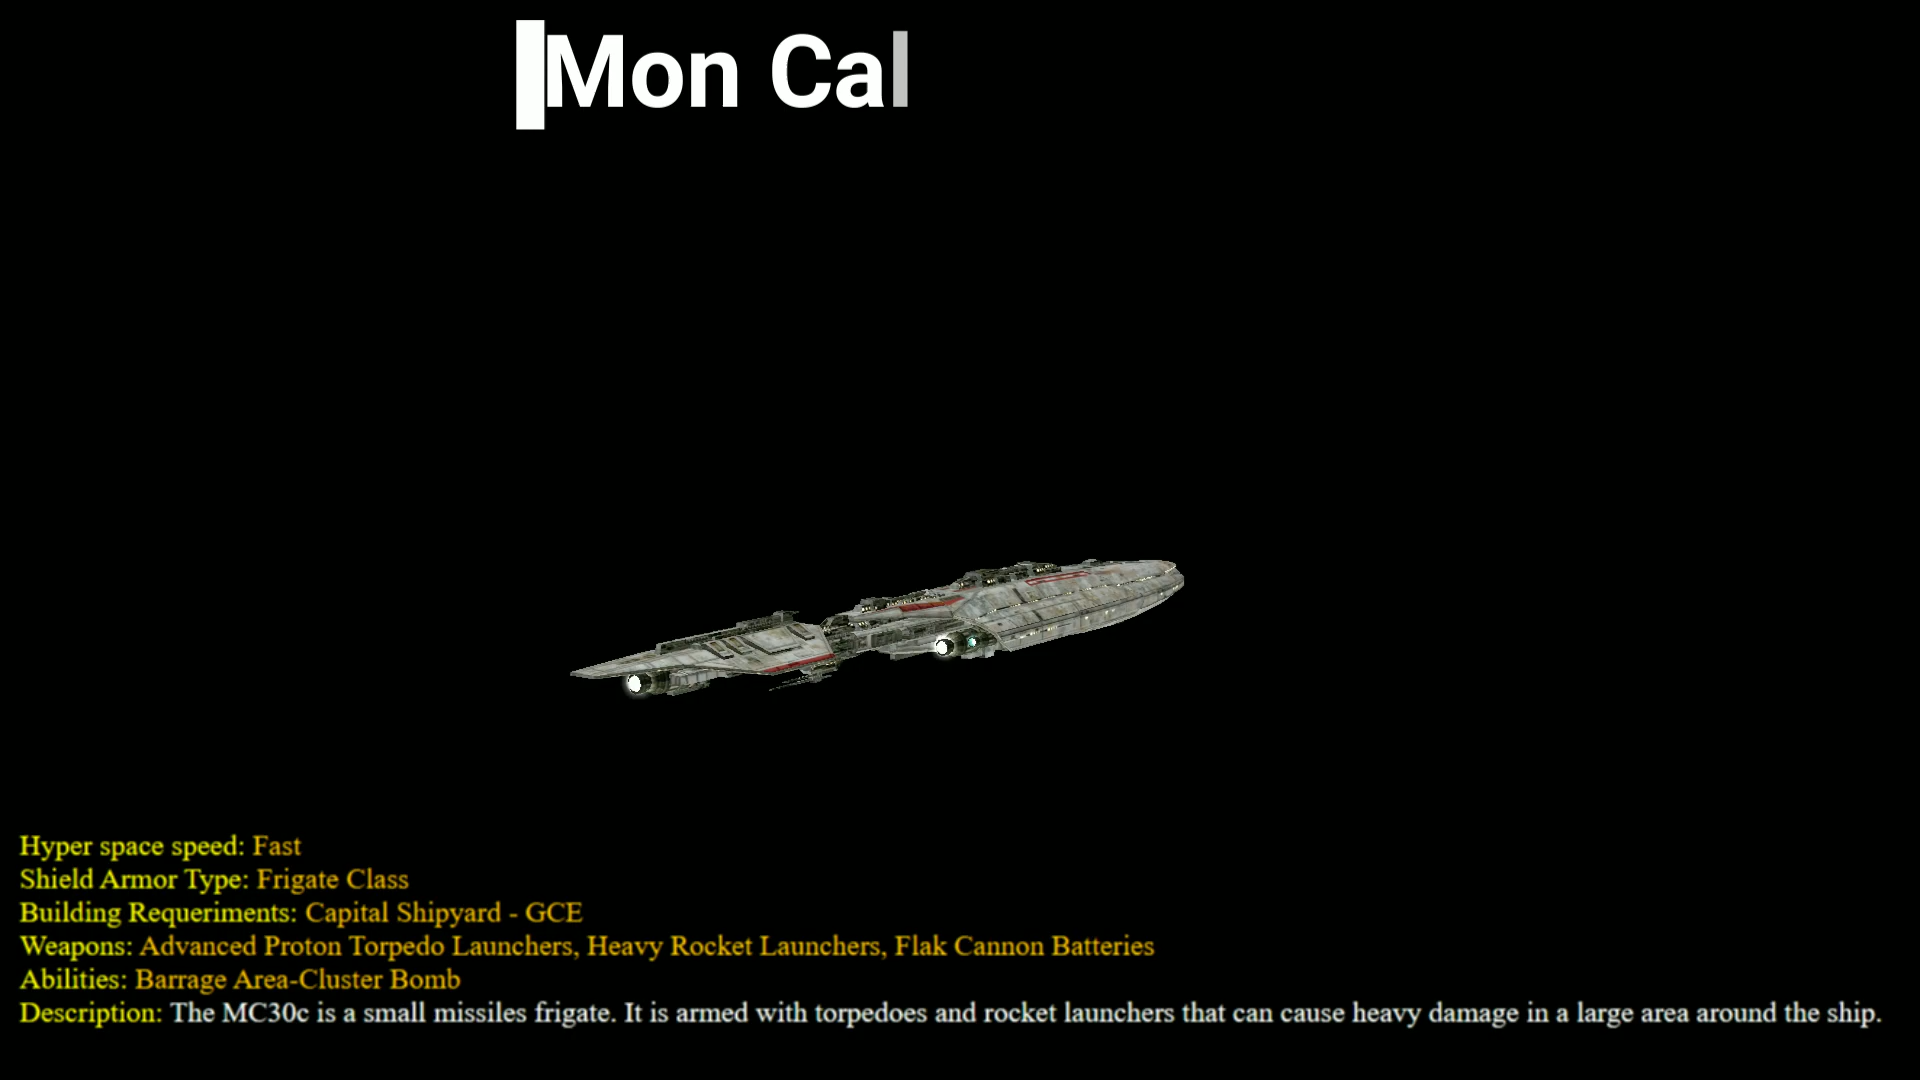 Mon Cal
Hyper space speed: Fast
Shield Armor Type: Frigate Class
Building Requeriments: Capital Shipyard - GCE
Weapons: Advanced Proton Torpedo Launchers, Heavy Rocket Launchers, Flak Cannon Batteries
Abilities: Barrage Area-Cluster Bomb
Description: The MC30c is a small missiles frigate. It is armed with torpedoes and rocket launchers that can cause heavy damage in a large area around the ship.